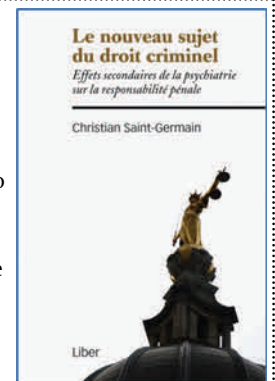 Le nouveau sujet
du droit criminel
Effets secondaires de la psychiatrie
sur la responsabilité pénale
Christian Saint-Germain
Liber